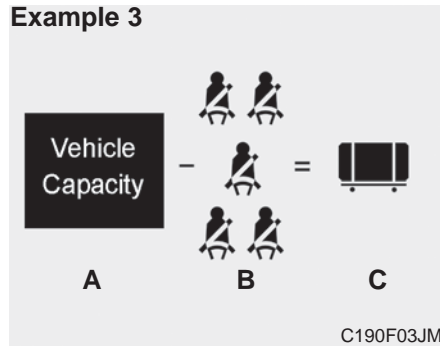 Example 3
Vehicle
Capacity
-
=
A B C
C190F03JM